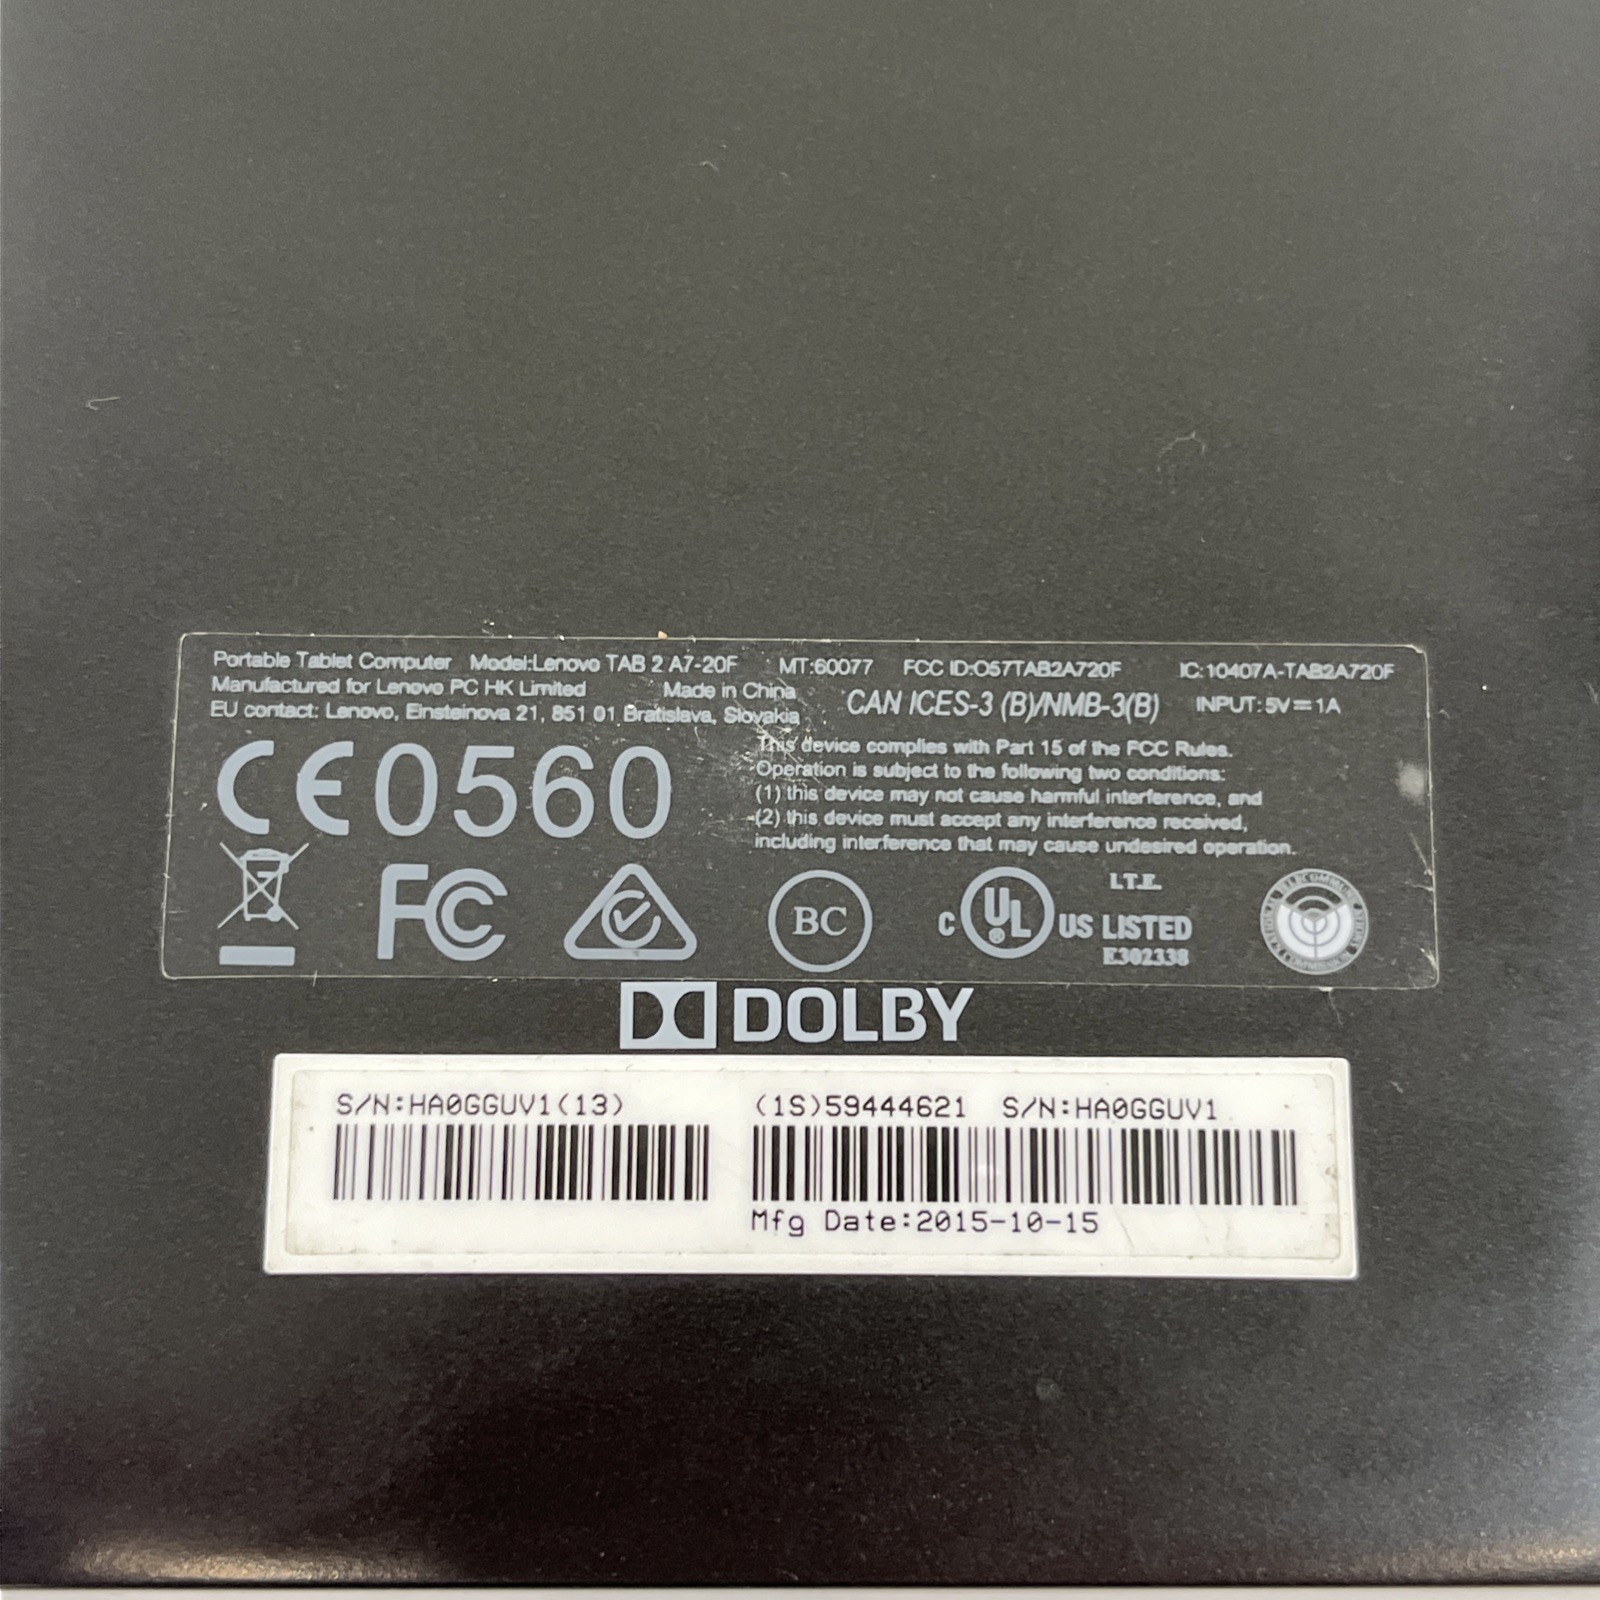 Portable Tablet Computer Model:Lenovo TAB 2 A7-20F MT:60077 FCC ID:O57TAB2A720F IC:10407A-TAB2A720F
Manufactured for Lenovo PC HK Limited Made in China
EU contact: Lenovo, Einsteinova 21, 851 01 Bratislava, Slovakia
CAN ICES-3 (B)/NMB-3(B) INPUT:5V⎓1A
CE0560
This device complies with Part 15 of the FCC Rules.
Operation is subject to the following two conditions:
(1) this device may not cause harmful interference, and
(2) this device must accept any interference received,
including interference that may cause undesired operation.
FC
BC
C UL® US LISTED
I.T.E.
E302338
DOLBY
S/N:HA0GGUV1(13)
(1S)59444621 S/N:HA0GGUV1
Mfg Date:2015-10-15